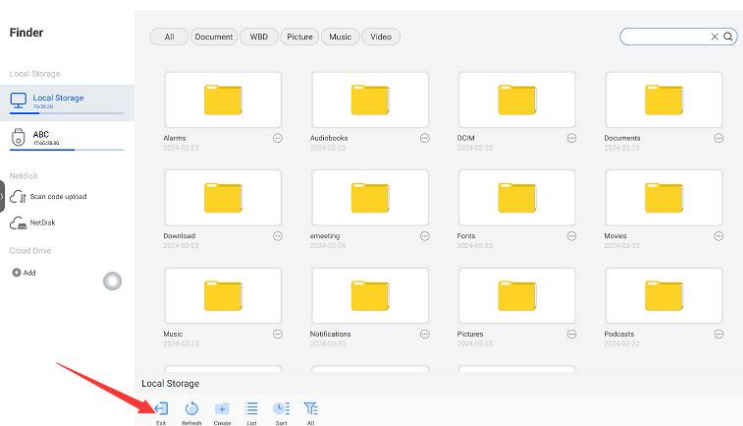 Finder
All
Document
WBD
Picture
Music
Video
Local Storage
Local Storage
ABC
Netdisk
Scan code upload
NetDisk
Cloud Drive
Add
Alarms
2024-02-23
Audiobooks
2024-02-23
DCIM
2024-02-23
Documents
2024-02-23
Download
2024-02-23
emeeting
2024-02-24
Fonts
2024-02-23
Movies
2024-02-23
Music
2024-02-23
Notifications
2024-02-23
Pictures
2024-02-23
Podcasts
2024-02-23
Local Storage
Exit
Refresh
Create
List
Sort
All